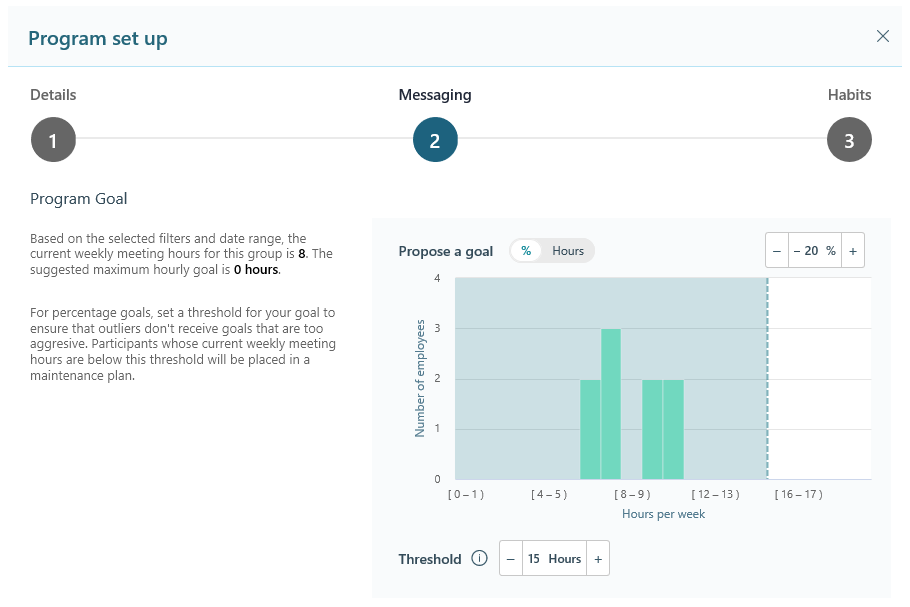 Program set up
Details
Messaging
Habits
1
2
3
Program Goal
Based on the selected filters and date range, the
current weekly meeting hours for this group is 8. The
suggested maximum hourly goal is 0 hours.
For percentage goals, set a threshold for your goal to
ensure that outliers don't receive goals that are too
aggresive. Participants whose current weekly meeting
hours are below this threshold will be placed in a
maintenance plan.
Propose a goal
%
Hours
– – 20 % +
Number of employees
4
3
2
1
0
[ 0 – 1 )
[ 4 – 5 )
[ 8 – 9 )
[ 12 – 13 )
[ 16 – 17 )
Hours per week
Threshold
i
– 15 Hours +